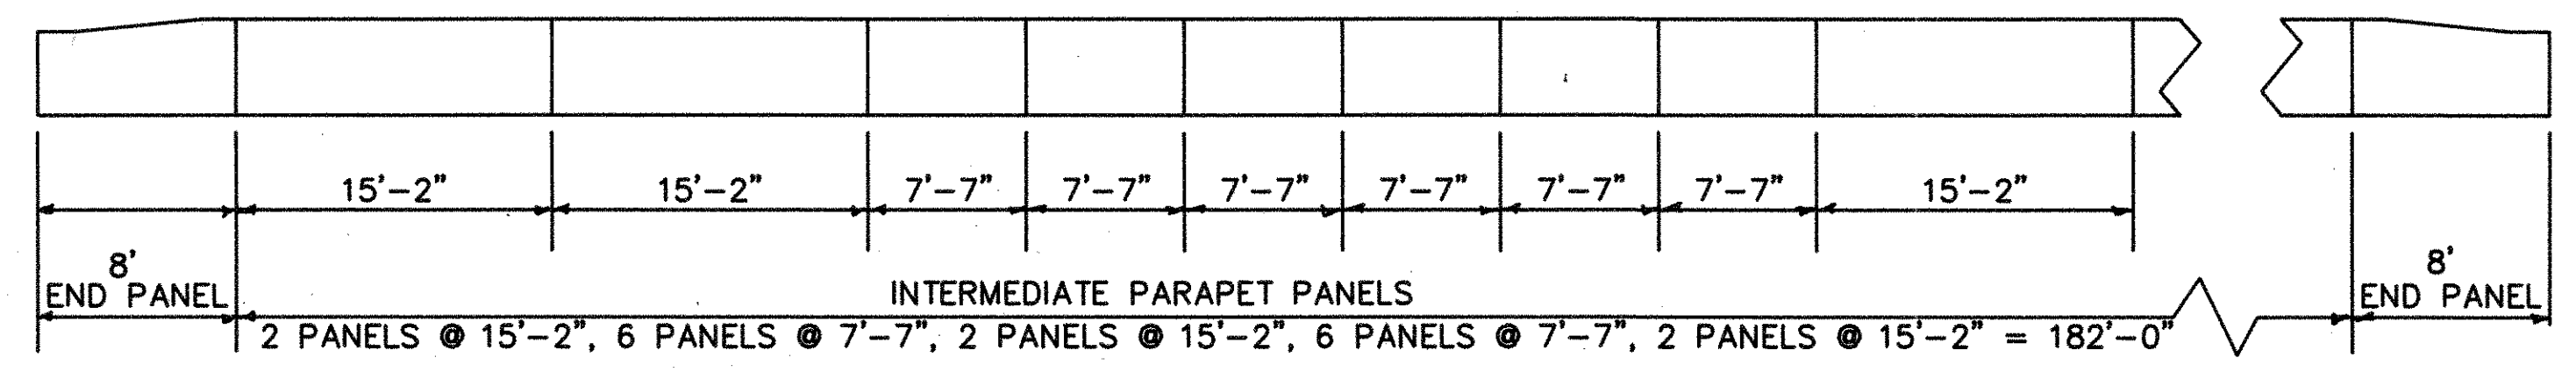 15'-2" 15'-2" 7'-7" 7'-7" 7'-7" 7'-7" 7'-7" 7'-7" 15'-2"
8'
END PANEL
INTERMEDIATE PARAPET PANELS
2 PANELS @ 15'-2", 6 PANELS @ 7'-7", 2 PANELS @ 15'-2", 6 PANELS @ 7'-7", 2 PANELS @ 15'-2" = 182'-0"
8'
END PANEL